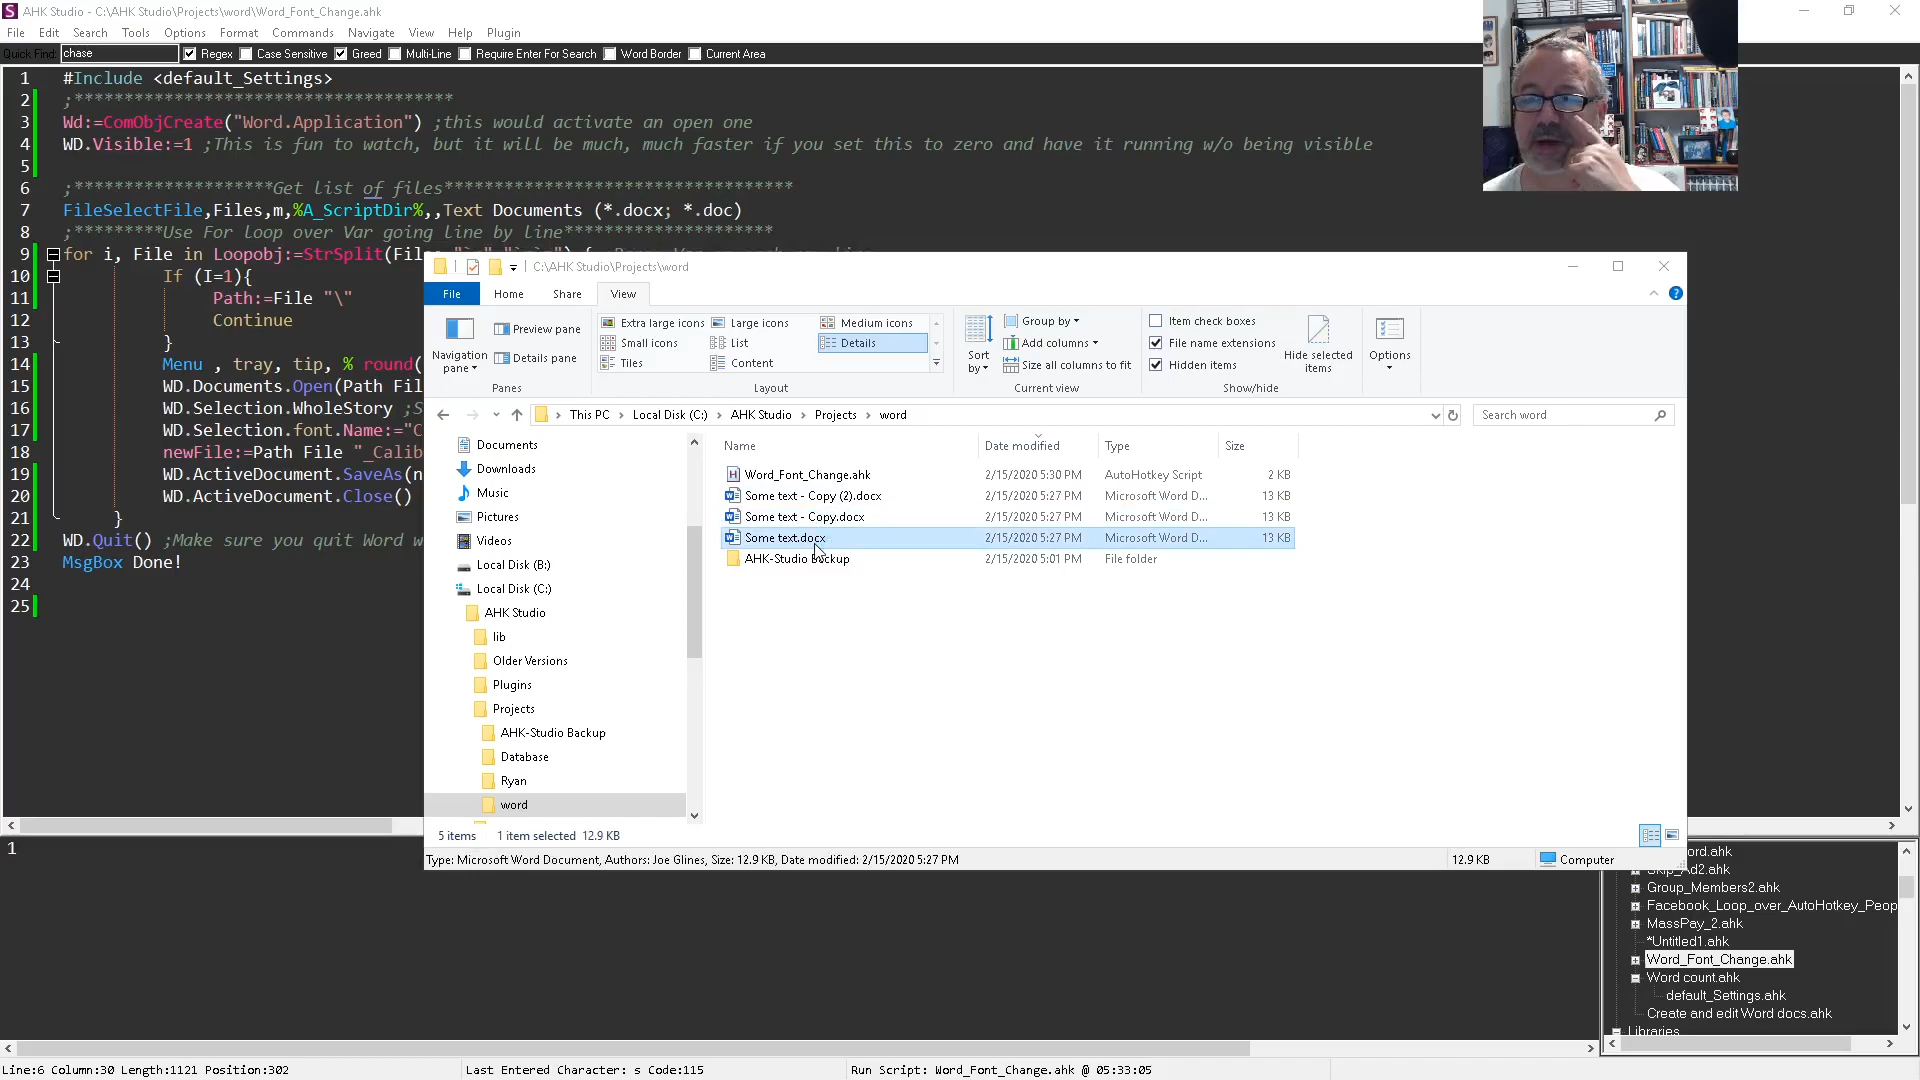 AHK Studio - C:\AHK Studio\Projects\word\Word_Font_Change.ahk
File Edit Search Tools Options Format Commands Navigate View Help Plugin
Quick Find: chase Regex Case Sensitive Greed Multi-Line Require Enter For Search Word Border Current Area
1 #Include <default_Settings>
2 ;**************************************
3 Wd:=ComObjCreate("Word.Application") ;this would activate an open one
4 WD.Visible:=1 ;This is fun to watch, but it will be much, much faster if you set this to zero and have it running w/o being visible
5
6 ;********************Get list of files********************************
7 FileSelectFile,Files,m,%A_ScriptDir%,,Text Documents (*.docx; *.doc)
8 ;*********Use For loop over Var going line by line*********************
9 for i, File in Loopobj:=StrSplit(Fil
10 If (I=1){
11 Path:=File "\"
12 Continue
13 }
14 Menu , tray, tip, % round(
15 WD.Documents.Open(Path Fil
16 WD.Selection.WholeStory ;S
17 WD.Selection.font.Name:="C
18 newFile:=Path File "_Calib
19 WD.ActiveDocument.SaveAs(n
20 WD.ActiveDocument.Close()
21 }
22 WD.Quit() ;Make sure you quit Word w
23 MsgBox Done!
24
25
C:\AHK Studio\Projects\word
File Home Share View
Navigation pane
Preview pane
Details pane
Panes
Extra large icons Large icons Medium icons
Small icons List Details
Tiles Content
Layout
Sort by
Group by
Add columns
Size all columns to fit
Current view
Item check boxes
File name extensions
Hidden items
Hide selected items
Show/hide
Options
This PC > Local Disk (C:) > AHK Studio > Projects > word
Search word
Documents
Downloads
Music
Pictures
Videos
Local Disk (B:)
Local Disk (C:)
AHK Studio
lib
Older Versions
Plugins
Projects
AHK-Studio Backup
Database
Ryan
word
Name Date modified Type Size
Word_Font_Change.ahk 2/15/2020 5:30 PM AutoHotkey Script 2 KB
Some text - Copy (2).docx 2/15/2020 5:27 PM Microsoft Word D... 13 KB
Some text - Copy.docx 2/15/2020 5:27 PM Microsoft Word D... 13 KB
Some text.docx 2/15/2020 5:27 PM Microsoft Word D... 13 KB
AHK-Studio Backup 2/15/2020 5:01 PM File folder
5 items 1 item selected 12.9 KB
Type: Microsoft Word Document, Authors: Joe Glines, Size: 12.9 KB, Date modified: 2/15/2020 5:27 PM 12.9 KB Computer
1
ord.ahk
Skip_Ad2.ahk
Group_Members2.ahk
Facebook_Loop_over_AutoHotkey_Peop
MassPay_2.ahk
*Untitled1.ahk
Word_Font_Change.ahk
Word count.ahk
default_Settings.ahk
Create and edit Word docs.ahk
Libraries
Line:6 Column:30 Length:1121 Position:302 Last Entered Character: s Code:115 Run Script: Word_Font_Change.ahk @ 05:33:05